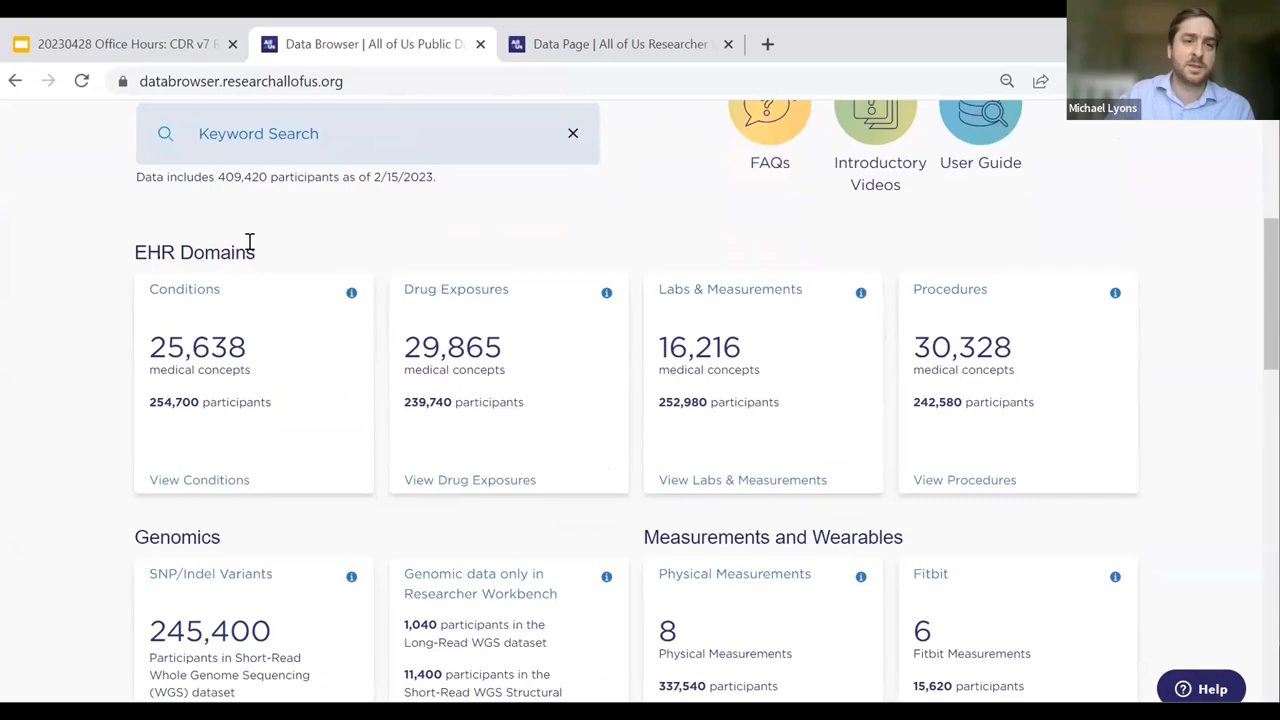 20230428 Office Hours: CDR v7 R
Data Browser | All of Us Public Da
Data Page | All of Us Researcher
databrowser.researchallofus.org
Michael Lyons
Keyword Search
Data includes 409,420 participants as of 2/15/2023.
FAQs
Introductory
Videos
User Guide
EHR Domains
Conditions
25,638
medical concepts
254,700 participants
View Conditions
Drug Exposures
29,865
medical concepts
239,740 participants
View Drug Exposures
Labs & Measurements
16,216
medical concepts
252,980 participants
View Labs & Measurements
Procedures
30,328
medical concepts
242,580 participants
View Procedures
Genomics
SNP/Indel Variants
245,400
Participants in Short-Read
Whole Genome Sequencing
(WGS) dataset
Genomic data only in
Researcher Workbench
1,040 participants in the
Long-Read WGS dataset
11,400 participants in the
Short-Read WGS Structural
Measurements and Wearables
Physical Measurements
8
Physical Measurements
337,540 participants
Fitbit
6
Fitbit Measurements
15,620 participants
Help